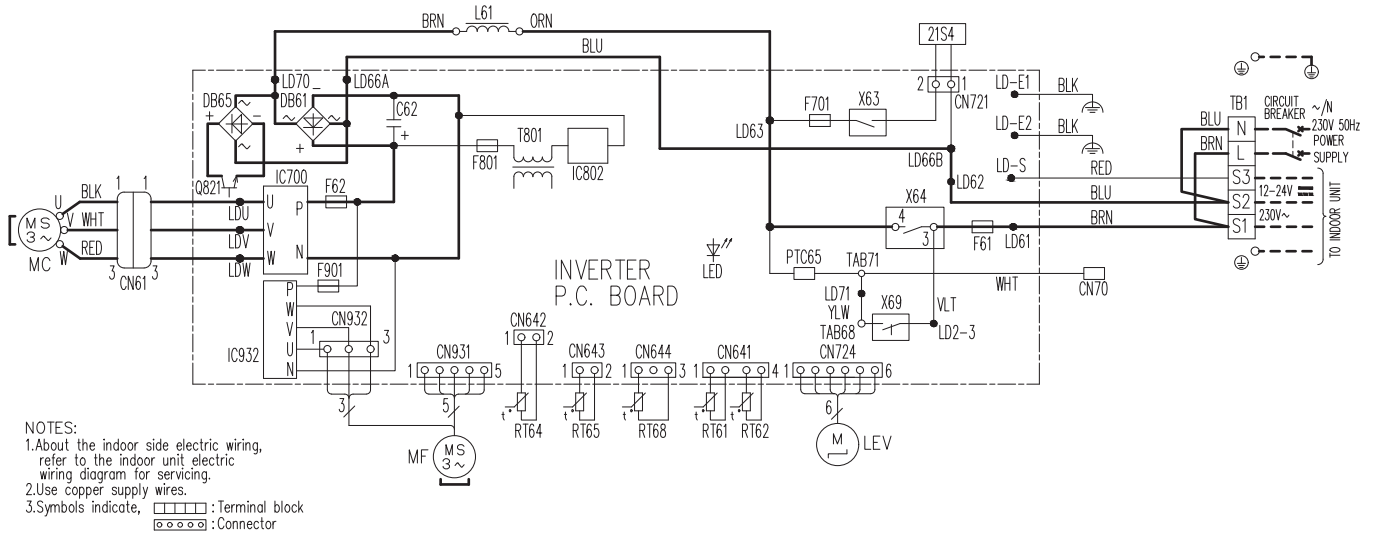 L61
BRN
ORN
BLU
21S4
LD70
LD66A
2
1
CN721
LD-E1
BLK
DB65
DB61
C62
F701
X63
LD63
LD-E2
BLK
TB1
CIRCUIT
BREAKER
~/N
230V 50Hz
POWER
SUPPLY
BLU
N
BRN
L
T801
F801
IC802
LD66B
LD-S
RED
S3
LD62
BLU
S2
12-24V
BRN
S1
230V~
TO INDOOR UNIT
Q821
IC700
F62
X64
4
3
F61
LD61
BLK
U
1
1
LDU
U
P
MS
3~
V
WHT
LDV
V
MC
W
RED
LDW
W
N
3
3
CN61
F901
INVERTER
P.C. BOARD
LED
PTC65
TAB71
WHT
CN70
LD71
YLW
X69
VLT
TAB68
LD2-3
P
W
V
U
N
IC932
CN932
1
3
CN642
1
2
CN931
1
5
CN643
1
2
CN644
1
3
CN641
1
4
CN724
1
6
3
5
t°
RT64
t°
RT65
t°
RT68
t°
RT61
t°
RT62
6
M
LEV
MF
MS
3~
NOTES:
1.About the indoor side electric wiring,
refer to the indoor unit electric
wiring diagram for servicing.
2.Use copper supply wires.
3.Symbols indicate,
: Terminal block
: Connector